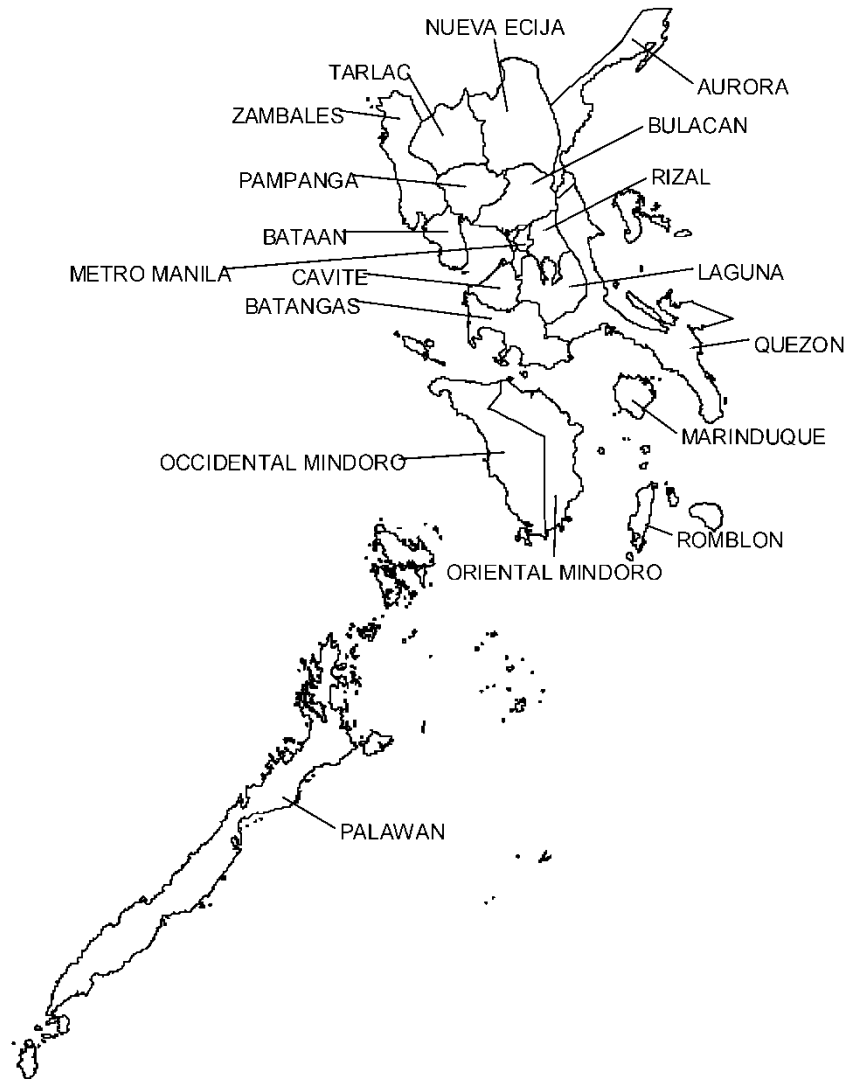 NUEVA ECIJA
TARLAC
AURORA
ZAMBALES
BULACAN
PAMPANGA
RIZAL
BATAAN
METRO MANILA
CAVITE
LAGUNA
BATANGAS
QUEZON
MARINDUQUE
OCCIDENTAL MINDORO
ROMBLON
ORIENTAL MINDORO
PALAWAN